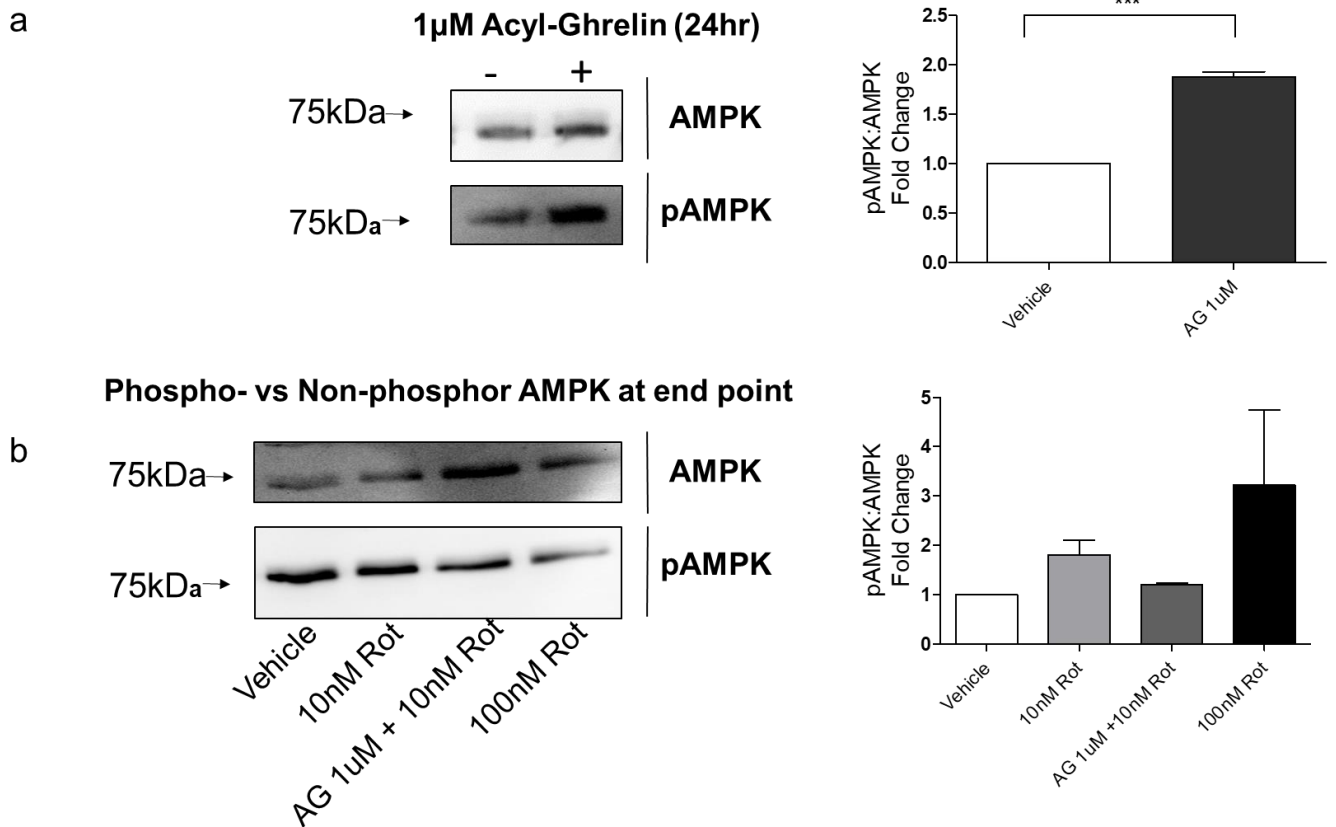 a
1µM Acyl-Ghrelin (24hr)
- +
75kDa
AMPK
75kDa
pAMPK
***
2.5
2.0
1.5
1.0
0.5
0.0
pAMPK:AMPK
Fold Change
Vehicle
AG 1uM
Phospho- vs Non-phosphor AMPK at end point
b
75kDa
AMPK
75kDa
pAMPK
Vehicle
10nM Rot
AG 1uM + 10nM Rot
100nM Rot
5
4
3
2
1
0
pAMPK:AMPK
Fold Change
Vehicle
10nM Rot
AG 1uM +10nM Rot
100nM Rot